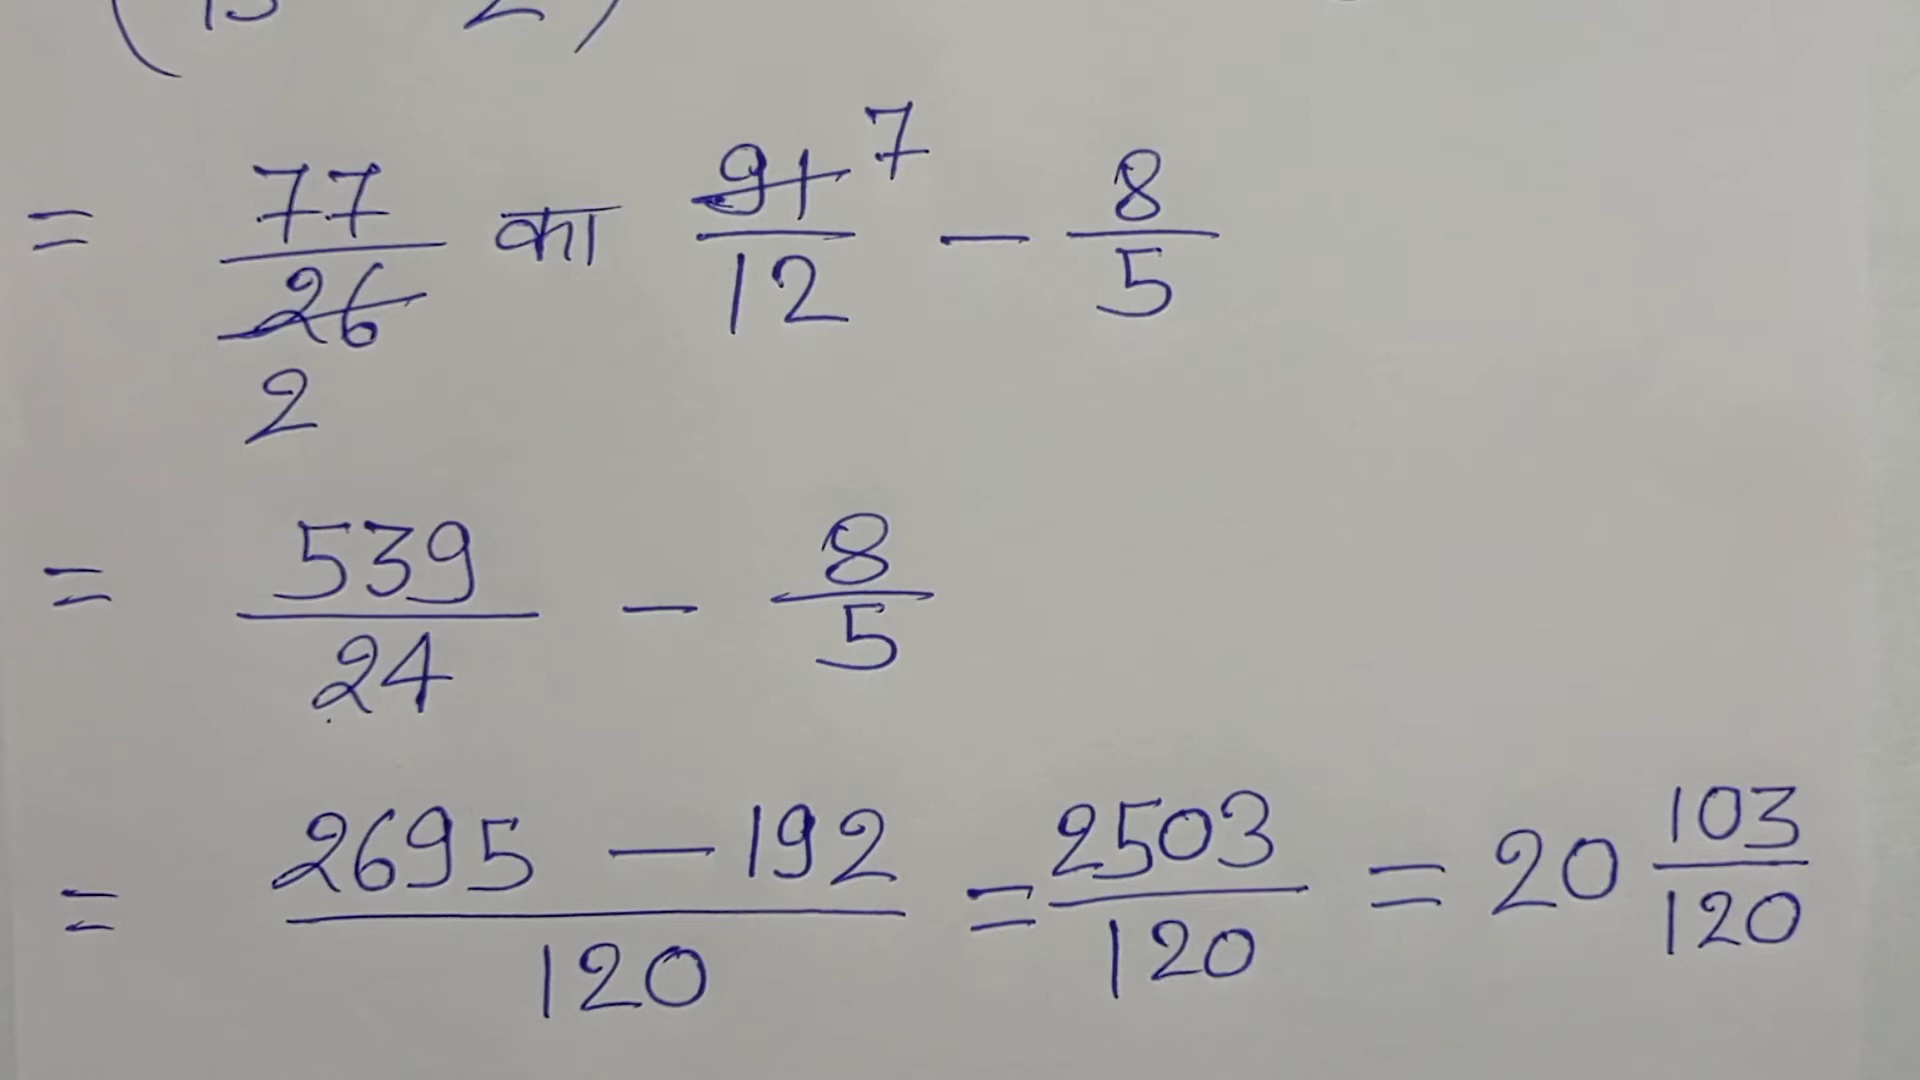 = 77/26 का 91/12 7 - 8/5
2
= 539/24 - 8/5
= 2695 - 192/120 = 2503/120 = 20 103/120